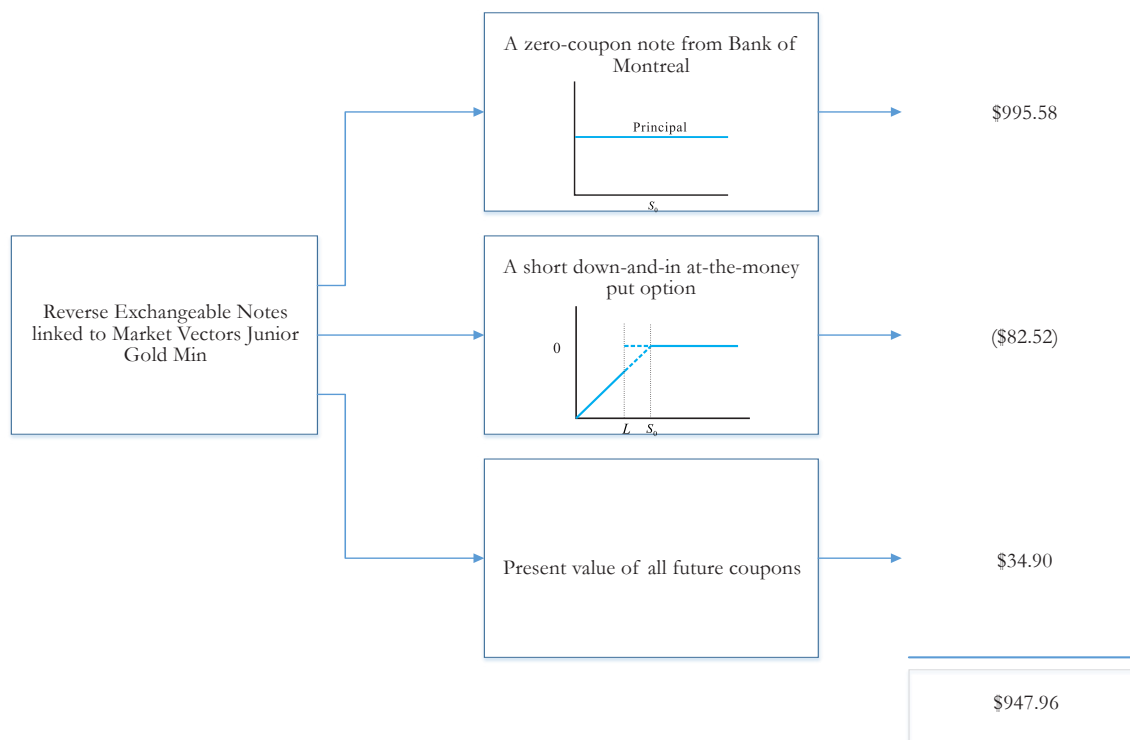 A zero-coupon note from Bank of
Montreal
Principal
S₀
$995.58
Reverse Exchangeable Notes
linked to Market Vectors Junior
Gold Min
A short down-and-in at-the-money
put option
0
L S₀
($82.52)
Present value of all future coupons
$34.90
$947.96